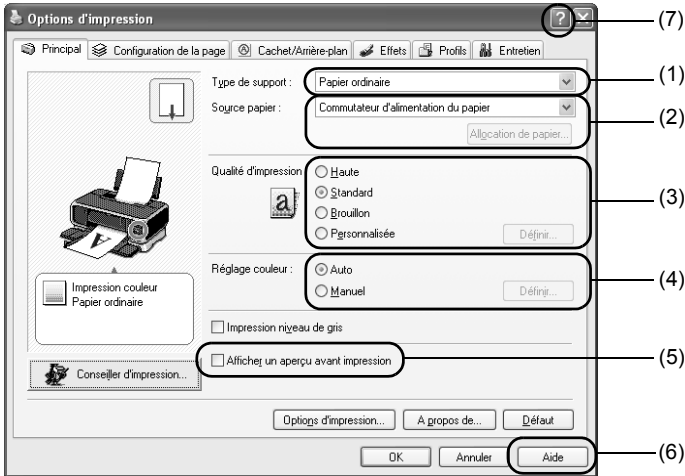 Options d'impression
?
(7)
Principal
Configuration de la page
Cachet/Arrière-plan
Effets
Profils
Entretien
Type de support :
Papier ordinaire
(1)
Source papier :
Commutateur d'alimentation du papier
(2)
Allocation de papier...
Qualité d'impression
Haute
Standard
Brouillon
Personnalisée
Définir...
(3)
a
A
Réglage couleur :
Auto
Manuel
Définir...
(4)
Impression couleur
Papier ordinaire
Impression niveau de gris
Afficher un aperçu avant impression
(5)
Conseiller d'impression...
Options d'impression...
A propos de...
Défaut
OK
Annuler
Aide
(6)